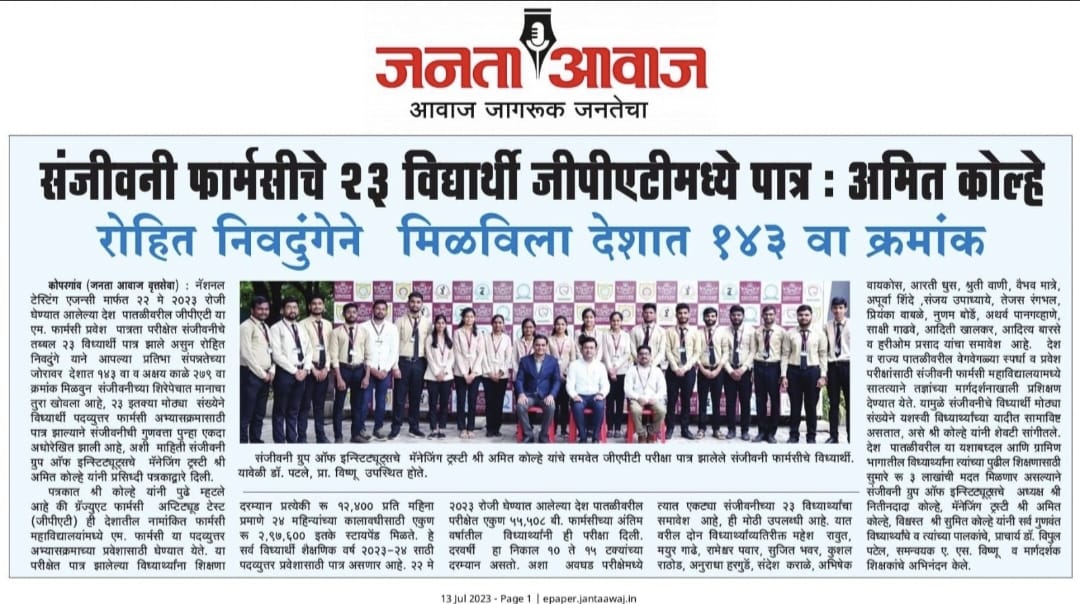 जनता आवाज
आवाज जागरूक जनतेचा
संजीवनी फार्मसीचे २३ विद्यार्थी जीपीएटीमध्ये पात्र : अमित कोल्हे
रोहित निवदुंगेने मिळविला देशात १४३ वा क्रमांक
कोपरगांव (जनता आवाज वृत्तसेवा) : नॅशनल
टेस्टिंग एजन्सी मार्फत २२ मे २०२३ रोजी
घेण्यात आलेल्या देश पातळीवरील जीपीएटी या
एम. फार्मसी प्रवेश पात्रता परीक्षेत संजीवनीचे
तब्बल २३ विध्यार्थी पात्र झाले असुन रोहित
निवदुंगे याने आपल्या प्रतिभा संपन्नतेच्या
जोरावर देशात १४३ वा व अक्षय काळे २७९ वा
क्रमांक मिळवुन संजीवनीच्या शिरेपेचात मानाचा
तुरा खोवला आहे, २३ इतक्या मोठ्या संख्येने
विध्यार्थी पदव्युत्तर फार्मसी अभ्यासक्रमासाठी
पात्र झाल्याने संजीवनीची गुणवत्ता पुन्हा एकदा
अधोरेखित झाली आहे, अशी माहिती संजीवनी
ग्रुप ऑफ इन्स्टिट्यूट्सचे मॅनेजिंग ट्रस्टी श्री
अमित कोल्हे यांनी प्रसिध्दी पत्रकाद्वारे दिली.
पत्रकात श्री कोल्हे यांनी पुढे म्हटले
आहे की ग्रॅज्युएट फार्मसी अप्टिट्यूड टेस्ट
(जीपीएटी) ही देशातील नामांकित फार्मसी
महाविद्यालयांमध्ये एम. फार्मसी या पदव्युत्तर
अभ्यासक्रमाच्या प्रवेशासाठी घेण्यात येते. या
परीक्षेत पात्र झालेल्या विध्यार्थ्यांना शिक्षणा
संजीवनी ग्रुप ऑफ इन्स्टिट्यूट्सचे मॅनेजिंग ट्रस्टी श्री अमित कोल्हे यांचे समवेत जीएपीटी परीक्षा पात्र झालेले संजीवनी फार्मसीचे विध्यार्थी.
यावेळी डॉ. पटले, प्रा. विष्णू उपस्थित होते.
दरम्यान प्रत्येकी रू १२,४०० प्रति महिना
प्रमाणे २४ महिन्यांच्या कालावधीसाठी एकुण
रू २,९७,६०० इतके स्टायपेंड मिळते. हे
सर्व विध्यार्थी शैक्षणिक वर्ष २०२३-२४ साठी
पदव्युत्तर प्रवेशासाठी पात्र असणार आहे. २२ मे
२०२३ रोजी घेण्यात आलेल्या देश पातळीवरील
परीक्षेत एकुण ५५,५०८ बी. फार्मसीच्या अंतिम
वर्षातील विध्यार्थ्यांनी ही परीक्षा दिली.
दरवर्षी हा निकाल १० ते १५ टक्यांच्या
दरम्यान असतो. अशा अवघड परीक्षेमध्ये
त्यात एकट्या संजीवनीच्या २३ विध्यार्थ्यांचा
समावेश आहे, ही मोठी उपलब्धी आहे. यात
वरील दोन विध्यार्थ्यांव्यतिरीक्त महेश रावुत,
मयुर गाढे, रामेश्वर पवार, सुजित भवर, कुशल
राठोड, अनुराधा हरगुडे, संदेश कराळे, अभिषेक
वायकोस, आरती घुस, श्रुती वाणी, वैभव मात्रे,
अपूर्वा शिंदे ,संजय उपाध्याये, तेजस रंगभल,
प्रियंका वाबळे, नुणम बोर्डे, अथर्व पानगव्हाणे,
साक्षी गाढवे, आदिती खालकर, आदित्य बारसे
व हरीओम प्रसाद यांचा समावेश आहे. देश
व राज्य पातळीवरील वेगवेगळ्या स्पर्धा व प्रवेश
परीक्षांसाठी संजीवनी फार्मसी महाविद्यालयामध्ये
सातत्याने तज्ञांच्या मार्गदर्शनाखाली प्रशिक्षण
देण्यात येते. यामुळे संजीवनीचे विध्यार्थी मोठ्या
संख्येने यशस्वी विध्यार्थ्यांच्या यादीत सामाविष्ट
असतात, असे श्री कोल्हे यांनी शेवटी सांगीतले.
देश पातळीवरील या यशाबध्दल आणि ग्रामिण
भागातील विध्यार्थ्यांना त्यांच्या पुढील शिक्षणासाठी
सुमारे रू ३ लाखांची मदत मिळणार असल्याने
संजीवनी ग्रुप ऑफ इन्स्टिट्यूट्सचे अध्यक्ष श्री
नितीनदादा कोल्हे, मॅनेजिंग ट्रस्टी श्री अमित
कोल्हे, विश्वस्त श्री सुमित कोल्हे यांनी सर्व गुणवंत
विध्यार्थ्यांचे व त्यांच्या पालकांचे, प्राचार्य डॉ. विपुल
पटेल, समन्वयक ए. एस. विष्णू व मार्गदर्शक
शिक्षकांचे अभिनंदन केले.
13 Jul 2023 - Page 1 | epaper.jantaawaj.in